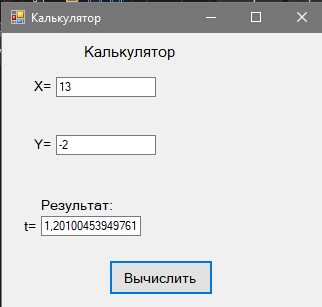 Калькулятор
Калькулятор
X= 13
Y= -2
Результат:
t= 1,20100453949761
Вычислить